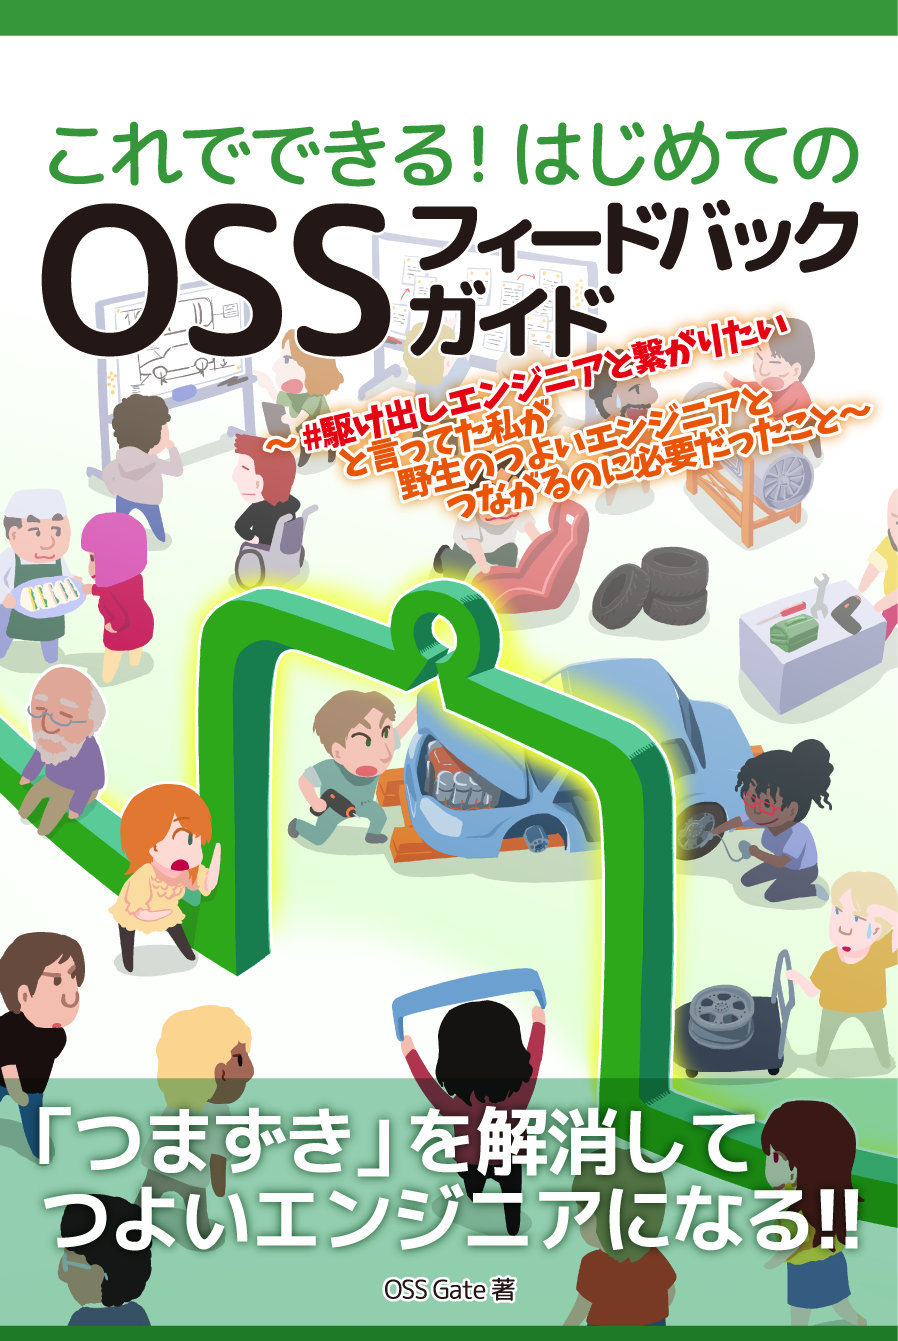 これでできる！はじめての
OSSフィードバック
ガイド
～#駆け出しエンジニアと繋がりたい
と言ってた私が
野生のつよいエンジニアと
つながるのに必要だったこと～
「つまずき」を解消して
つよいエンジニアになる!!
OSS Gate 著